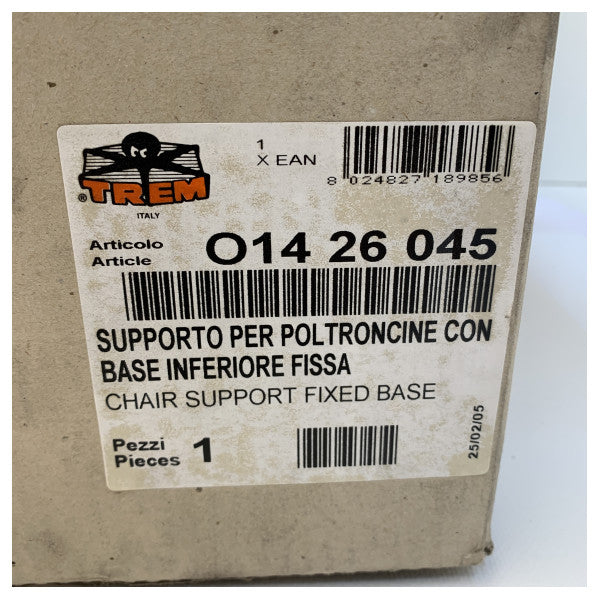 1
X EAN
8 024827 189856
® TREM
ITALY
Articolo
Article
O14 26 045
SUPPORTO PER POLTRONCINE CON
BASE INFERIORE FISSA
CHAIR SUPPORT FIXED BASE
Pezzi
Pieces 1
25/02/05